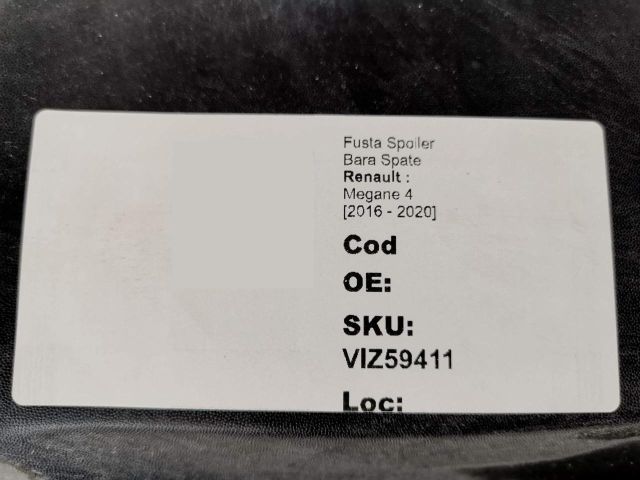 Fusta Spoiler
Bara Spate
Renault :
Megane 4
[2016 - 2020]
Cod
OE:
SKU:
VIZ59411
Loc: